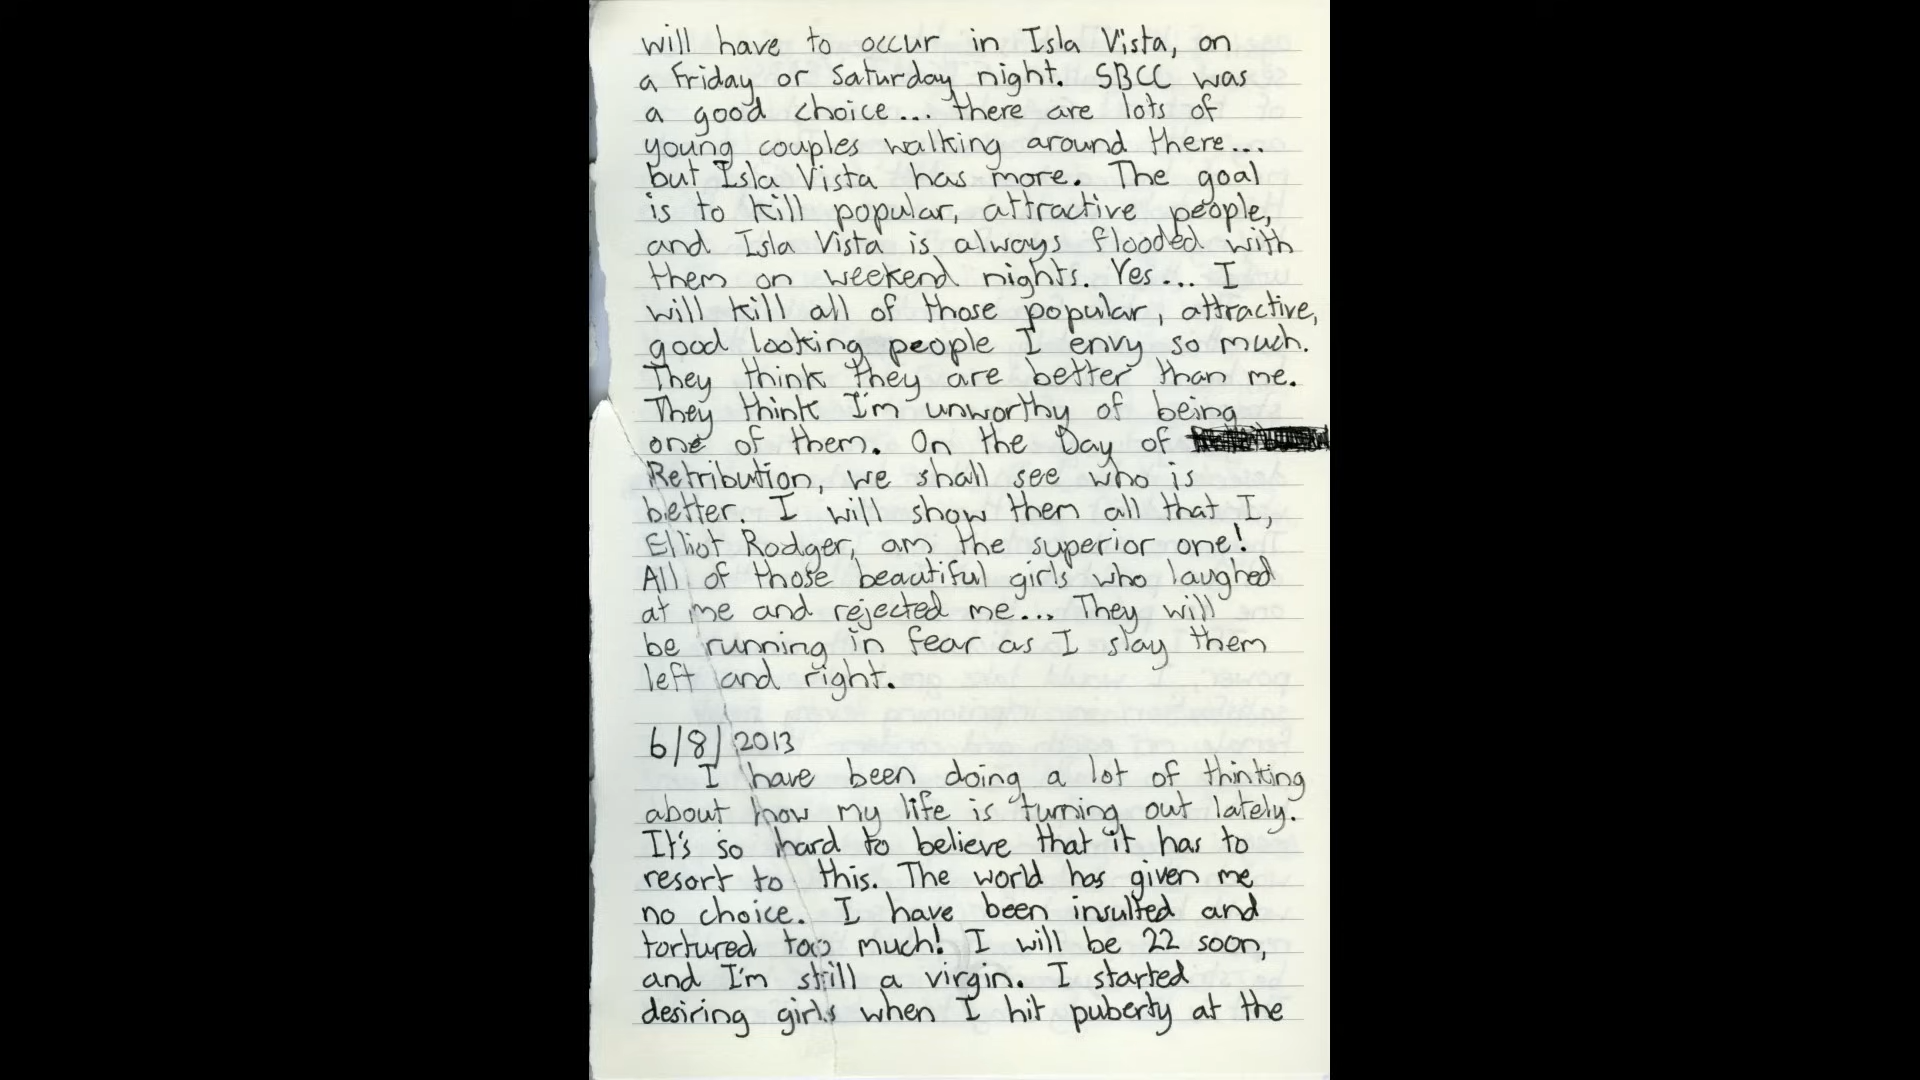 will have to occur in Isla Vista, on
a Friday or Saturday night. SBCC was
a good choice... there are lots of
young couples walking around there...
but Isla Vista has more. The goal
is to kill popular, attractive people,
and Isla Vista is always flooded with
them on weekend nights. Yes... I
will kill all of those popular, attractive,
good looking people I envy so much.
They think they are better than me.
They think I'm unworthy of being
one of them. On the Day of
Retribution, we shall see who is
better. I will show them all that I,
Elliot Rodger, am the superior one!
All of those beautiful girls who laughed
at me and rejected me... They will
be running in fear as I slay them
left and right.
6/8/2013
I have been doing a lot of thinking
about how my life is turning out lately.
It's so hard to believe that it has to
resort to this. The world has given me
no choice. I have been insulted and
tortured too much! I will be 22 soon,
and I'm still a virgin. I started
desiring girls when I hit puberty at the